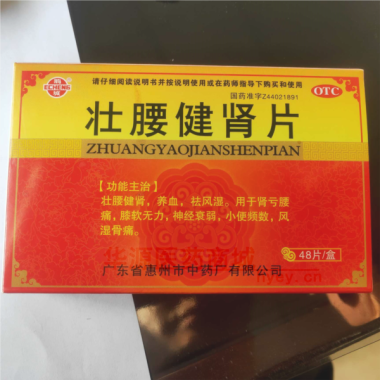 请仔细阅读说明书并按说明使用或在药师指导下购买和使用
ECHENG
国药准字Z44021891
OTC
壮腰健肾片
ZHUANGYAOJIANSHENPIAN
【功能主治】
壮腰健肾，养血，祛风湿。用于肾亏腰
痛，膝软无力，神经衰弱，小便频数，风
湿骨痛。
48片/盒
广东省惠州市中药厂有限公司